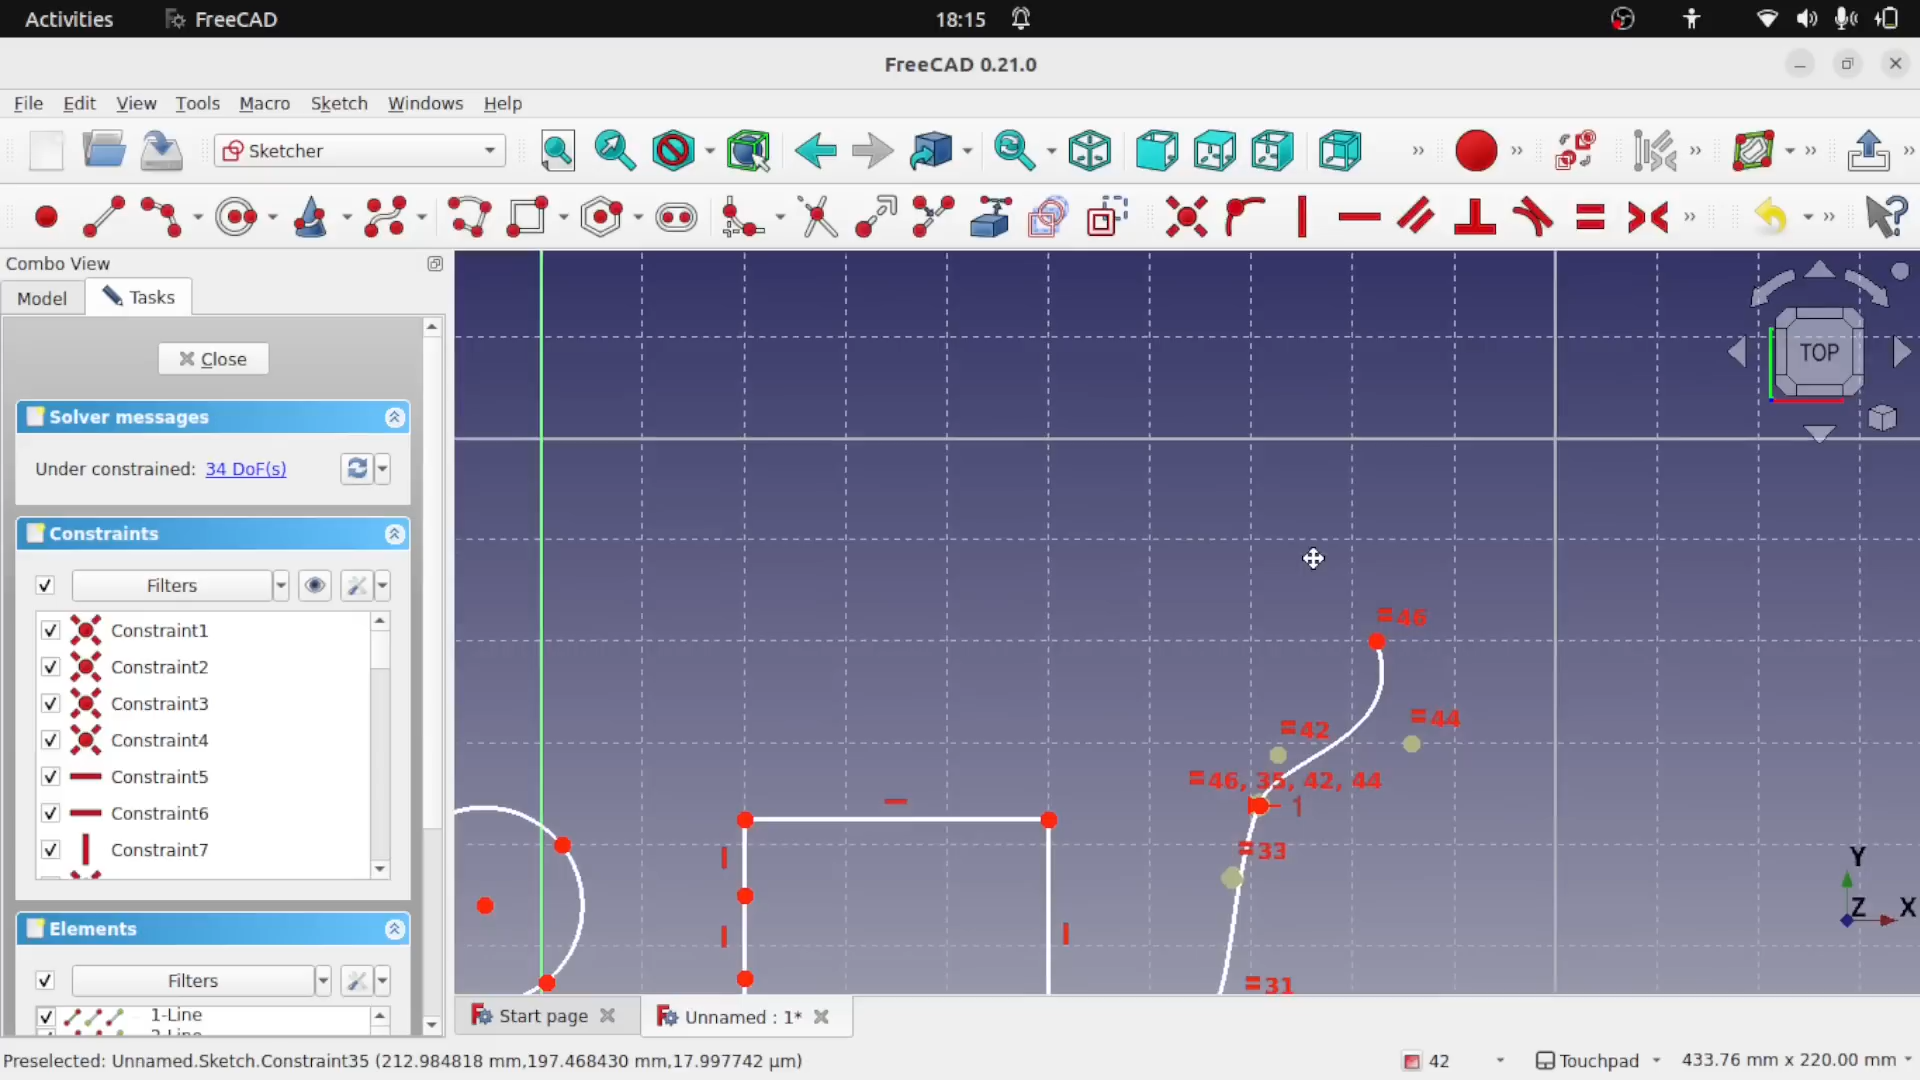 Activities FreeCAD 18:15
FreeCAD 0.21.0
File Edit View Tools Macro Sketch Windows Help
Sketcher
Combo View
Model Tasks
Close
Solver messages
Under constrained: 34 DoF(s)
Constraints
Filters
Constraint1
Constraint2
Constraint3
Constraint4
Constraint5
Constraint6
Constraint7
Elements
Filters
1-Line
2-Line
TOP
46
44
42
46, 35, 42, 44
1
33
31
Y
Z X
Start page Unnamed : 1*
Preselected: Unnamed.Sketch.Constraint35 (212.984818 mm,197.468430 mm,17.997742 µm) 42 Touchpad 433.76 mm x 220.00 mm